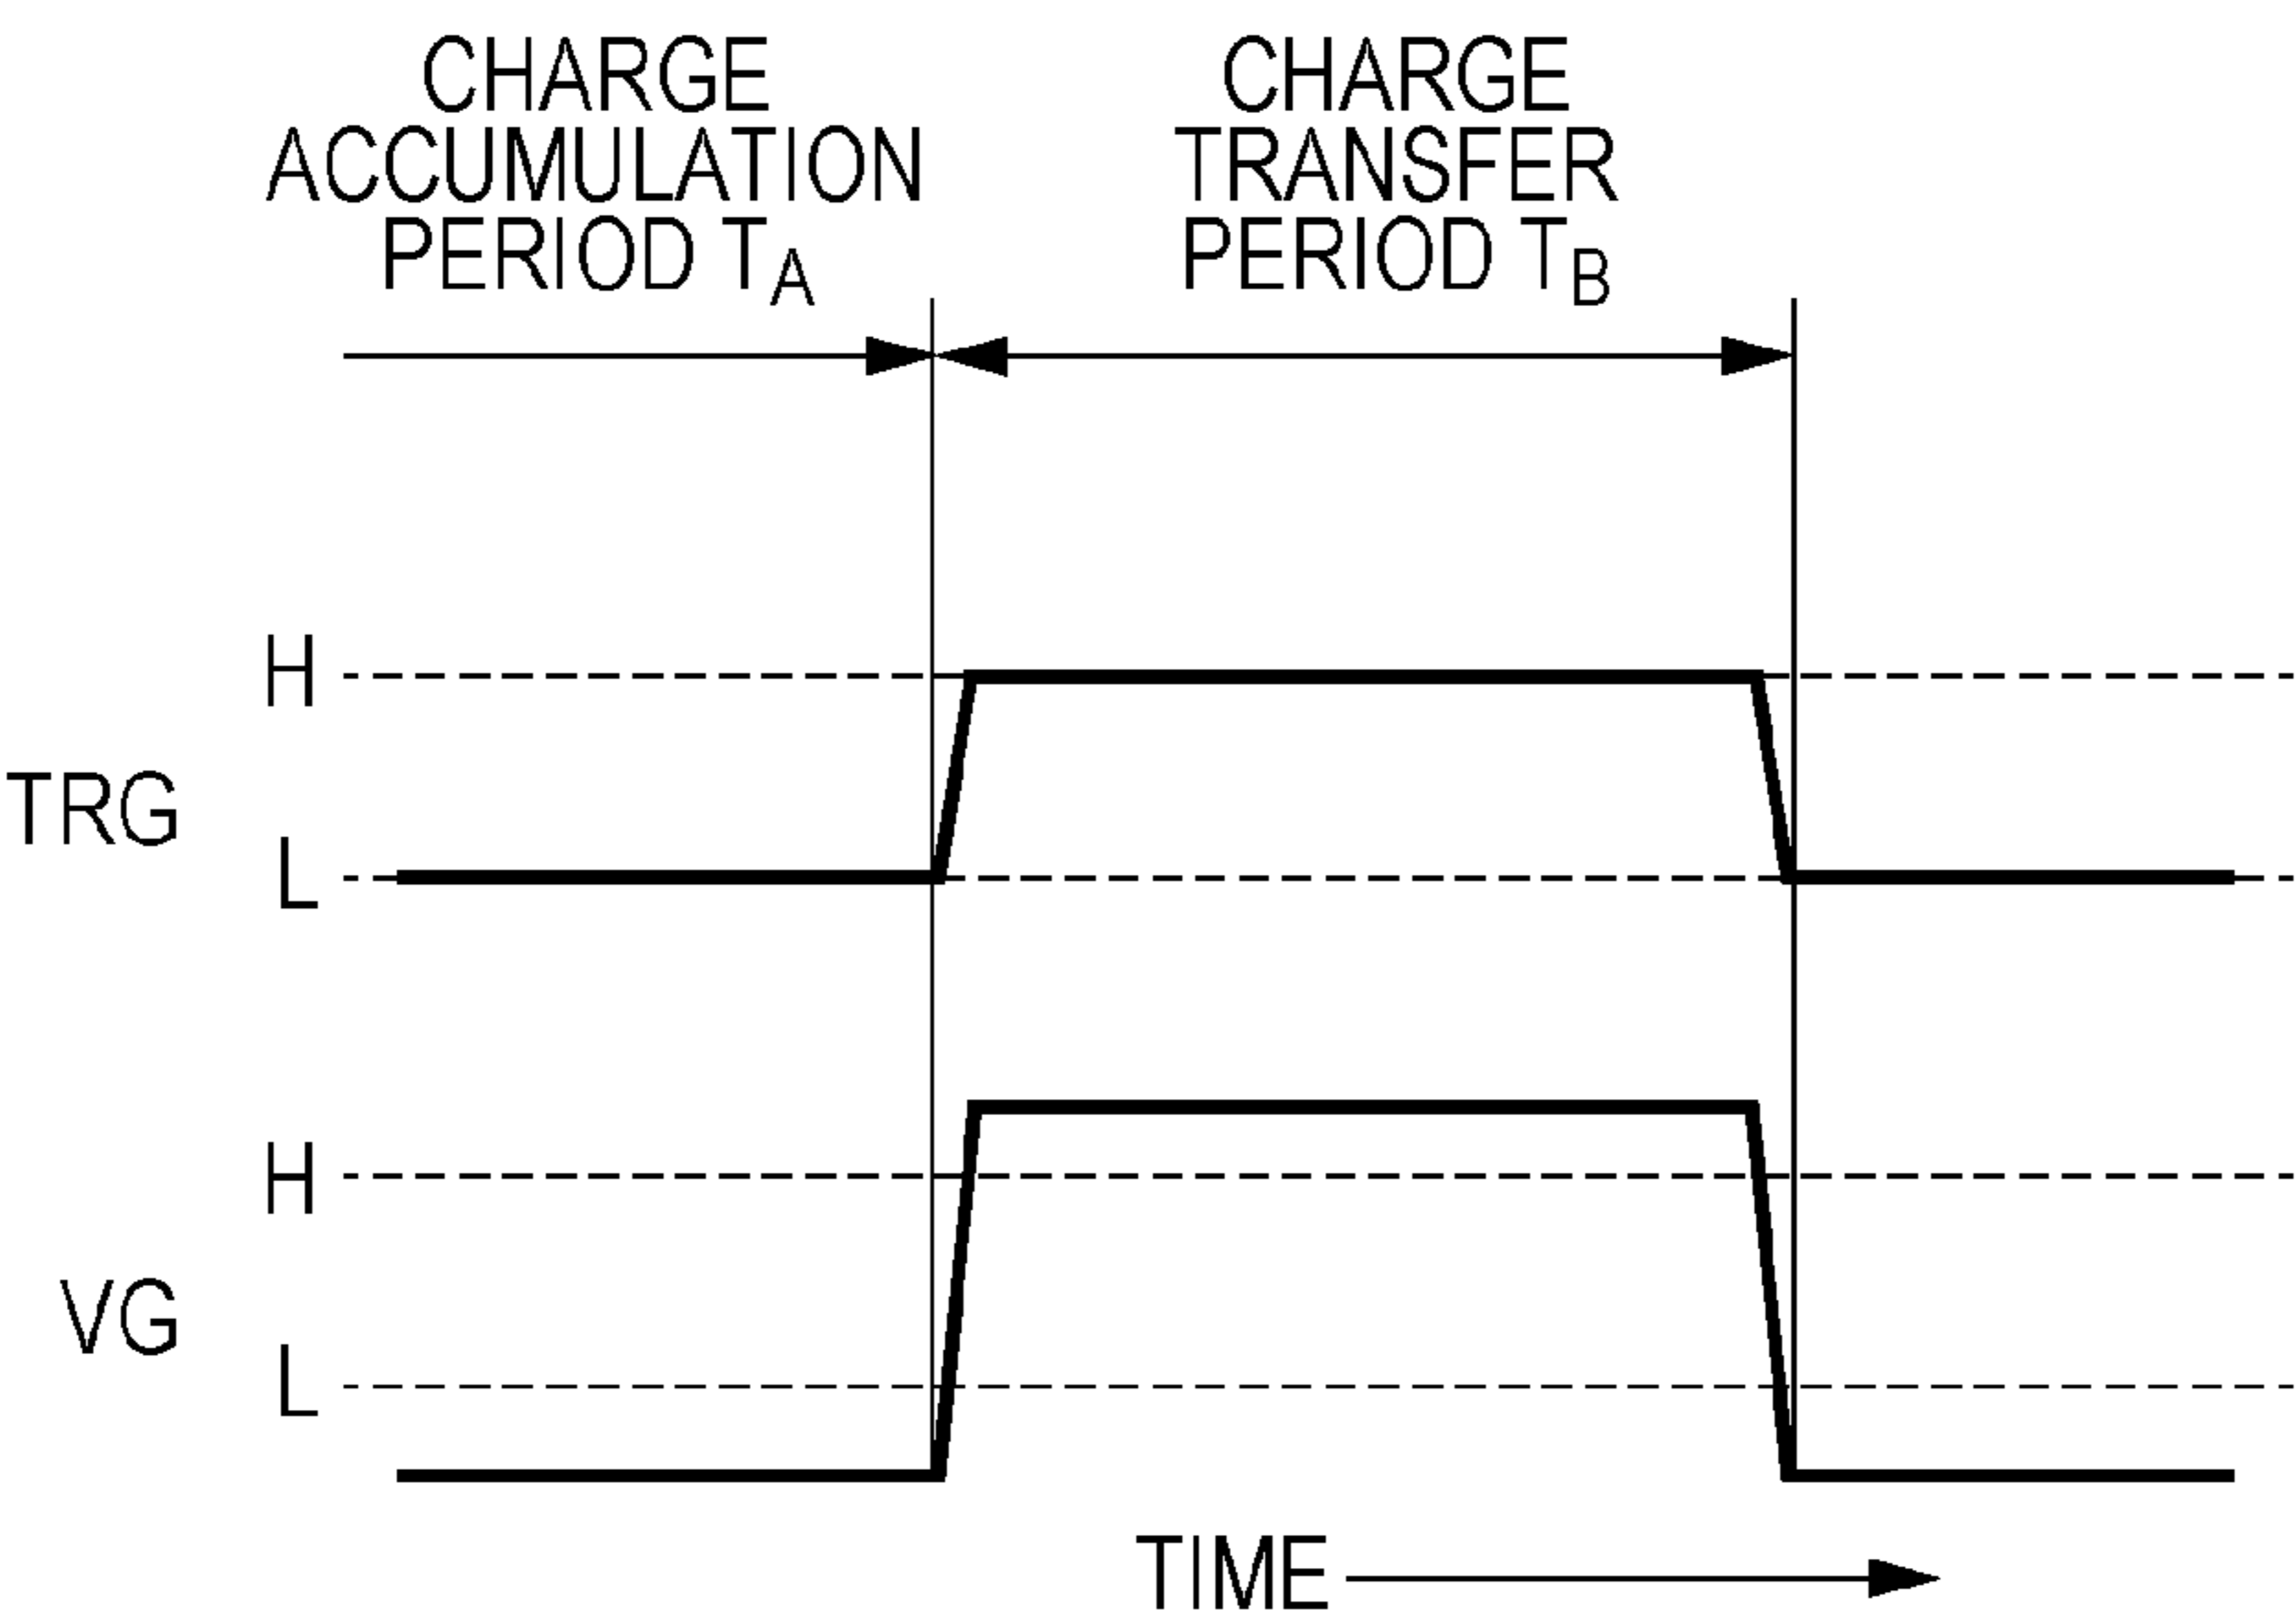 CHARGE
ACCUMULATION
PERIOD TA
CHARGE
TRANSFER
PERIOD TB
H
TRG
L
H
VG
L
TIME